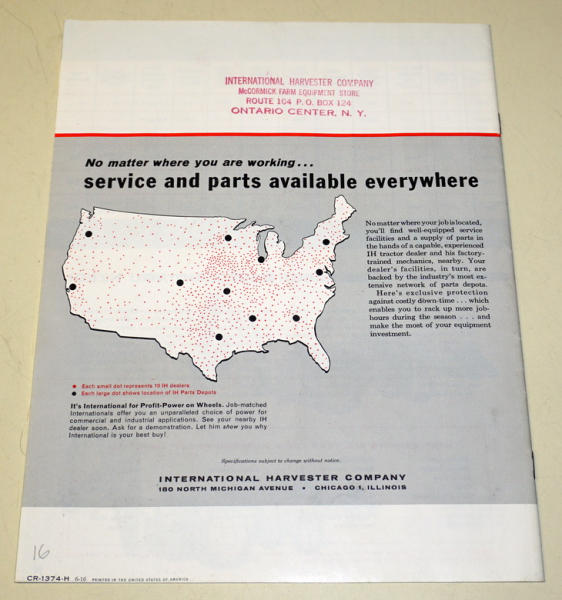 INTERNATIONAL HARVESTER COMPANY
McCORMICK FARM EQUIPMENT STORE
ROUTE 104 P. O. BOX 124
ONTARIO CENTER, N. Y.
No matter where you are working...
service and parts available everywhere
No matter where your job is located,
you'll find well-equipped service
facilities and a supply of parts in
the hands of a capable, experienced
IH tractor dealer and his factory-
trained mechanics, nearby. Your
dealer's facilities, in turn, are
backed by the industry's most ex-
tensive network of parts depots.
Here's exclusive protection
against costly down-time . . . which
enables you to rack up more job-
hours during the season . . . and
make the most of your equipment
investment.
Each small dot represents 10 IH dealers
Each large dot shows location of IH Parts Depots
It's International for Profit-Power on Wheels. Job-matched
Internationals offer you an unparalleled choice of power for
commercial and industrial applications. See your nearby IH
dealer soon. Ask for a demonstration. Let him show you why
International is your best buy!
Specifications subject to change without notice.
INTERNATIONAL HARVESTER COMPANY
180 NORTH MICHIGAN AVENUE • CHICAGO 1, ILLINOIS
16
CR-1374-H 6-16 PRINTED IN THE UNITED STATES OF AMERICA